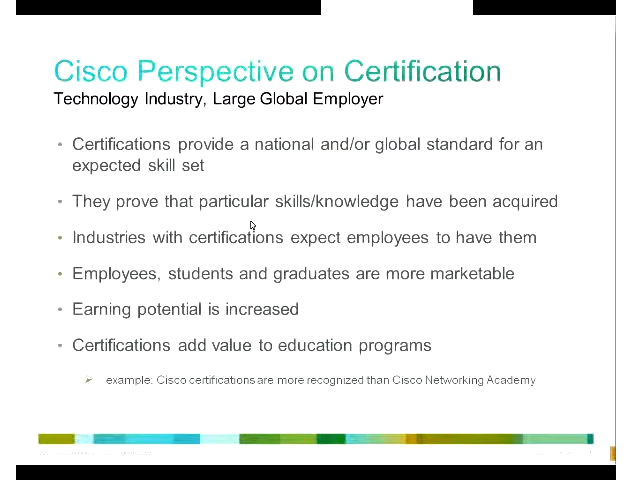 Cisco Perspective on Certification
Technology Industry, Large Global Employer
• Certifications provide a national and/or global standard for an
expected skill set
• They prove that particular skills/knowledge have been acquired
• Industries with certifications expect employees to have them
• Employees, students and graduates are more marketable
• Earning potential is increased
• Certifications add value to education programs
➢ example: Cisco certifications are more recognized than Cisco Networking Academy